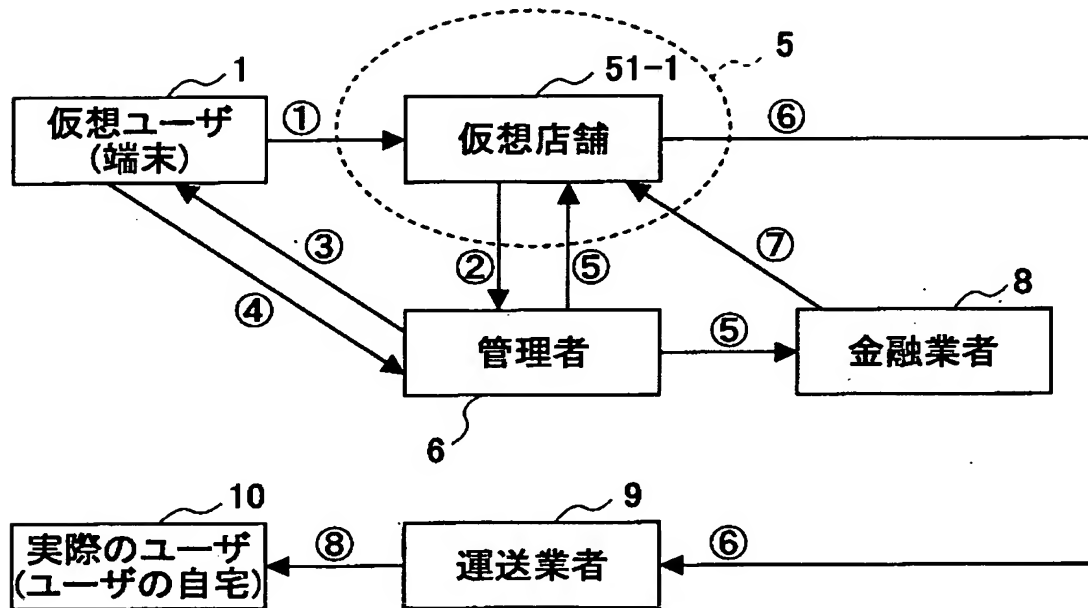 5
1
51-1
仮想ユーザ
(端末)
①
仮想店舗
⑥
③
②
⑤
⑦
④
8
管理者
⑤
金融業者
6
10
9
実際のユーザ
(ユーザの自宅)
⑧
運送業者
⑥